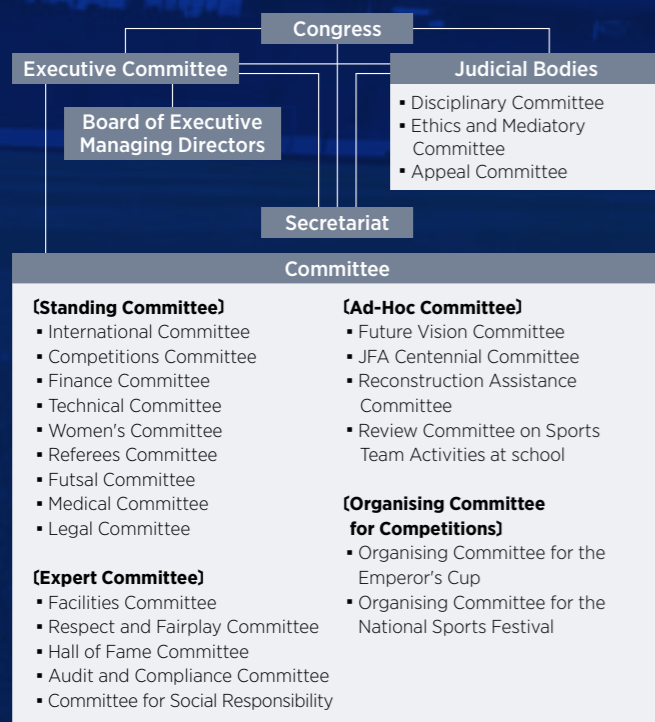 Congress
Executive Committee
Judicial Bodies
▪ Disciplinary Committee
▪ Ethics and Mediatory
Committee
▪ Appeal Committee
Board of Executive
Managing Directors
Secretariat
Committee
〔Standing Committee〕
▪ International Committee
▪ Competitions Committee
▪ Finance Committee
▪ Technical Committee
▪ Women's Committee
▪ Referees Committee
▪ Futsal Committee
▪ Medical Committee
▪ Legal Committee
〔Expert Committee〕
▪ Facilities Committee
▪ Respect and Fairplay Committee
▪ Hall of Fame Committee
▪ Audit and Compliance Committee
▪ Committee for Social Responsibility
〔Ad-Hoc Committee〕
▪ Future Vision Committee
▪ JFA Centennial Committee
▪ Reconstruction Assistance
Committee
▪ Review Committee on Sports
Team Activities at school
〔Organising Committee
for Competitions〕
▪ Organising Committee for the
Emperor's Cup
▪ Organising Committee for the
National Sports Festival